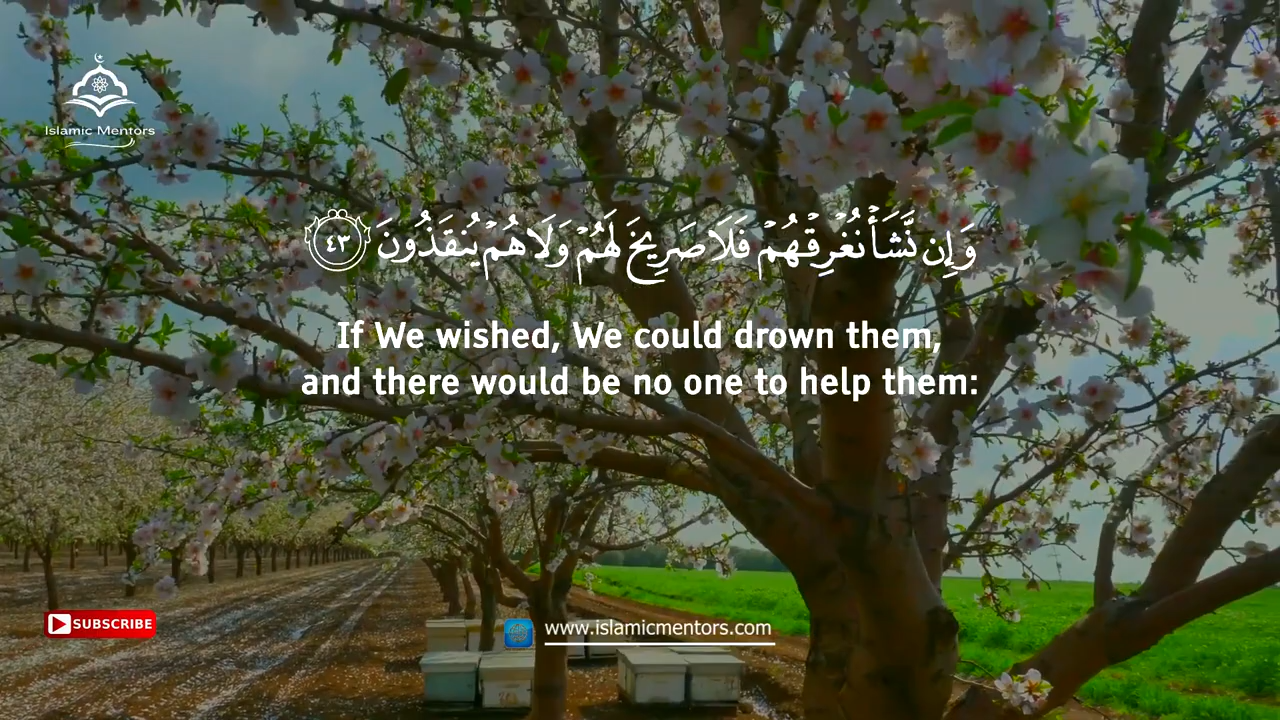 Islamic Mentors
وَإِن نَّشَأْ نُغْرِقْهُمْ فَلَا صَرِيخَ لَهُمْ وَلَا هُمْ يُنقَذُونَ ٤٣
If We wished, We could drown them,
and there would be no one to help them:
SUBSCRIBE
www.islamicmentors.com